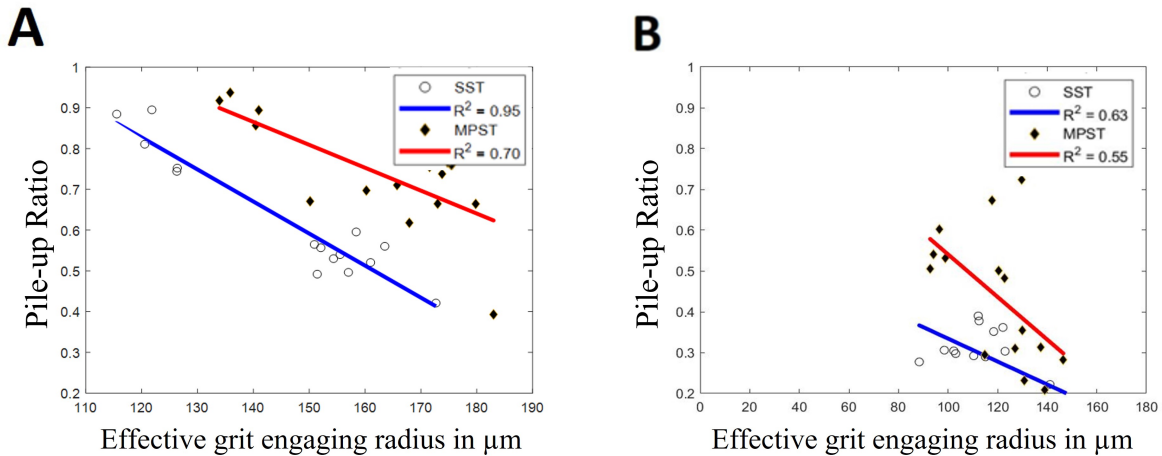 A
B
1
0.9
0.8
0.7
0.6
0.5
0.4
0.3
0.2
110
120
130
140
150
160
170
180
190
Pile-up Ratio
Effective grit engaging radius in µm
SST
R² = 0.95
MPST
R² = 0.70
1
0.9
0.8
0.7
0.6
0.5
0.4
0.3
0.2
0
20
40
60
80
100
120
140
160
180
Pile-up Ratio
Effective grit engaging radius in µm
SST
R² = 0.63
MPST
R² = 0.55